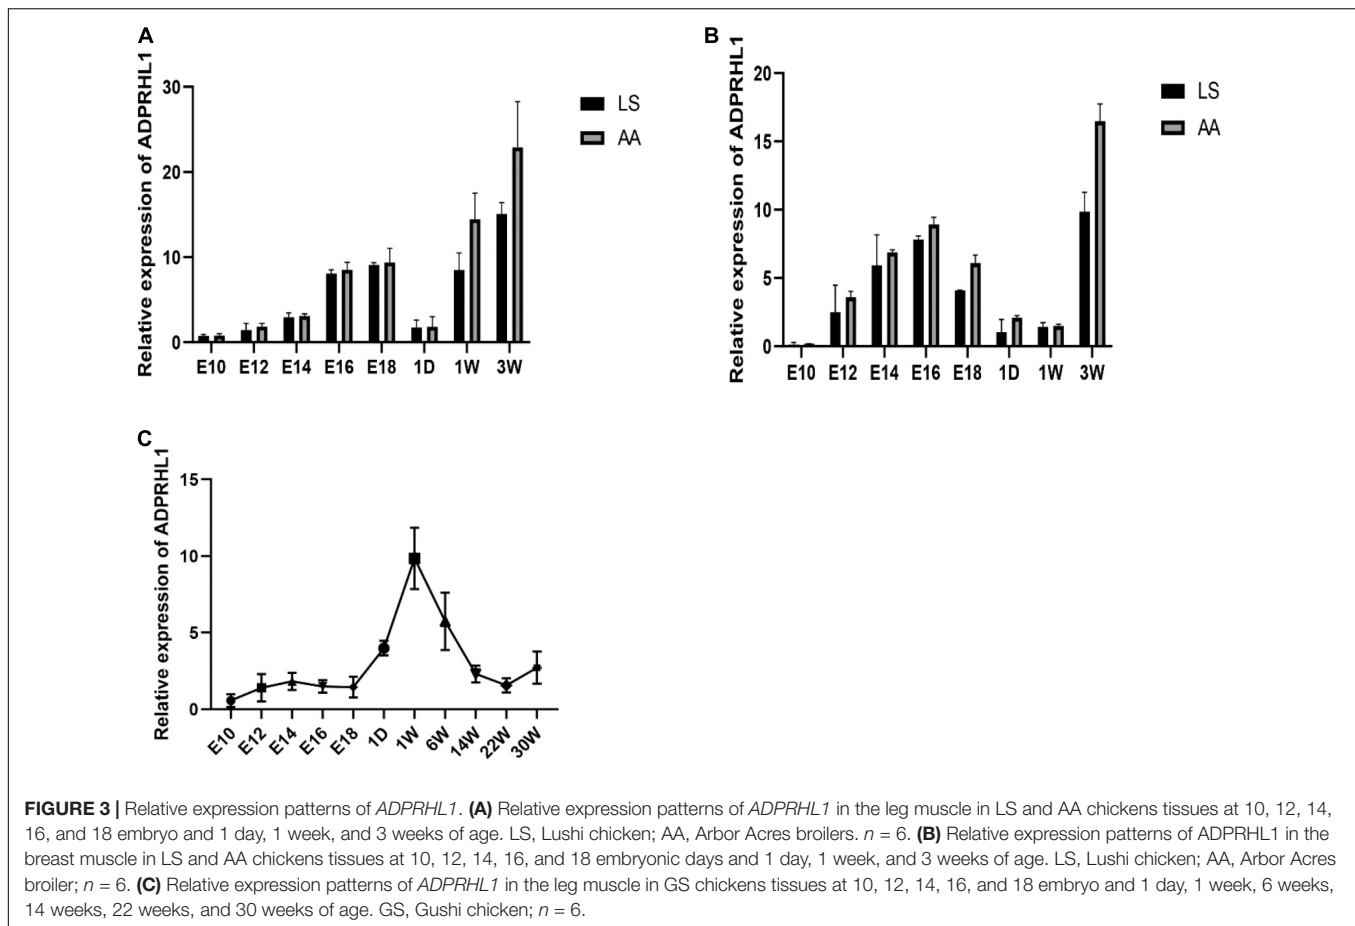 A
Relative expression of ADPRHL1
30
20
10
0
E10 E12 E14 E16 E18 1D 1W 3W
LS
AA
B
Relative expression of ADPRHL1
20
15
10
5
0
E10 E12 E14 E16 E18 1D 1W 3W
LS
AA
C
Relative expression of ADPRHL1
15
10
5
0
E10 E12 E14 E16 E18 1D 1W 6W 14W 22W 30W
FIGURE 3 | Relative expression patterns of ADPRHL1. (A) Relative expression patterns of ADPRHL1 in the leg muscle in LS and AA chickens tissues at 10, 12, 14,
16, and 18 embryo and 1 day, 1 week, and 3 weeks of age. LS, Lushi chicken; AA, Arbor Acres broilers. n = 6. (B) Relative expression patterns of ADPRHL1 in the
breast muscle in LS and AA chickens tissues at 10, 12, 14, 16, and 18 embryonic days and 1 day, 1 week, and 3 weeks of age. LS, Lushi chicken; AA, Arbor Acres
broiler; n = 6. (C) Relative expression patterns of ADPRHL1 in the leg muscle in GS chickens tissues at 10, 12, 14, 16, and 18 embryo and 1 day, 1 week, 6 weeks,
14 weeks, 22 weeks, and 30 weeks of age. GS, Gushi chicken; n = 6.